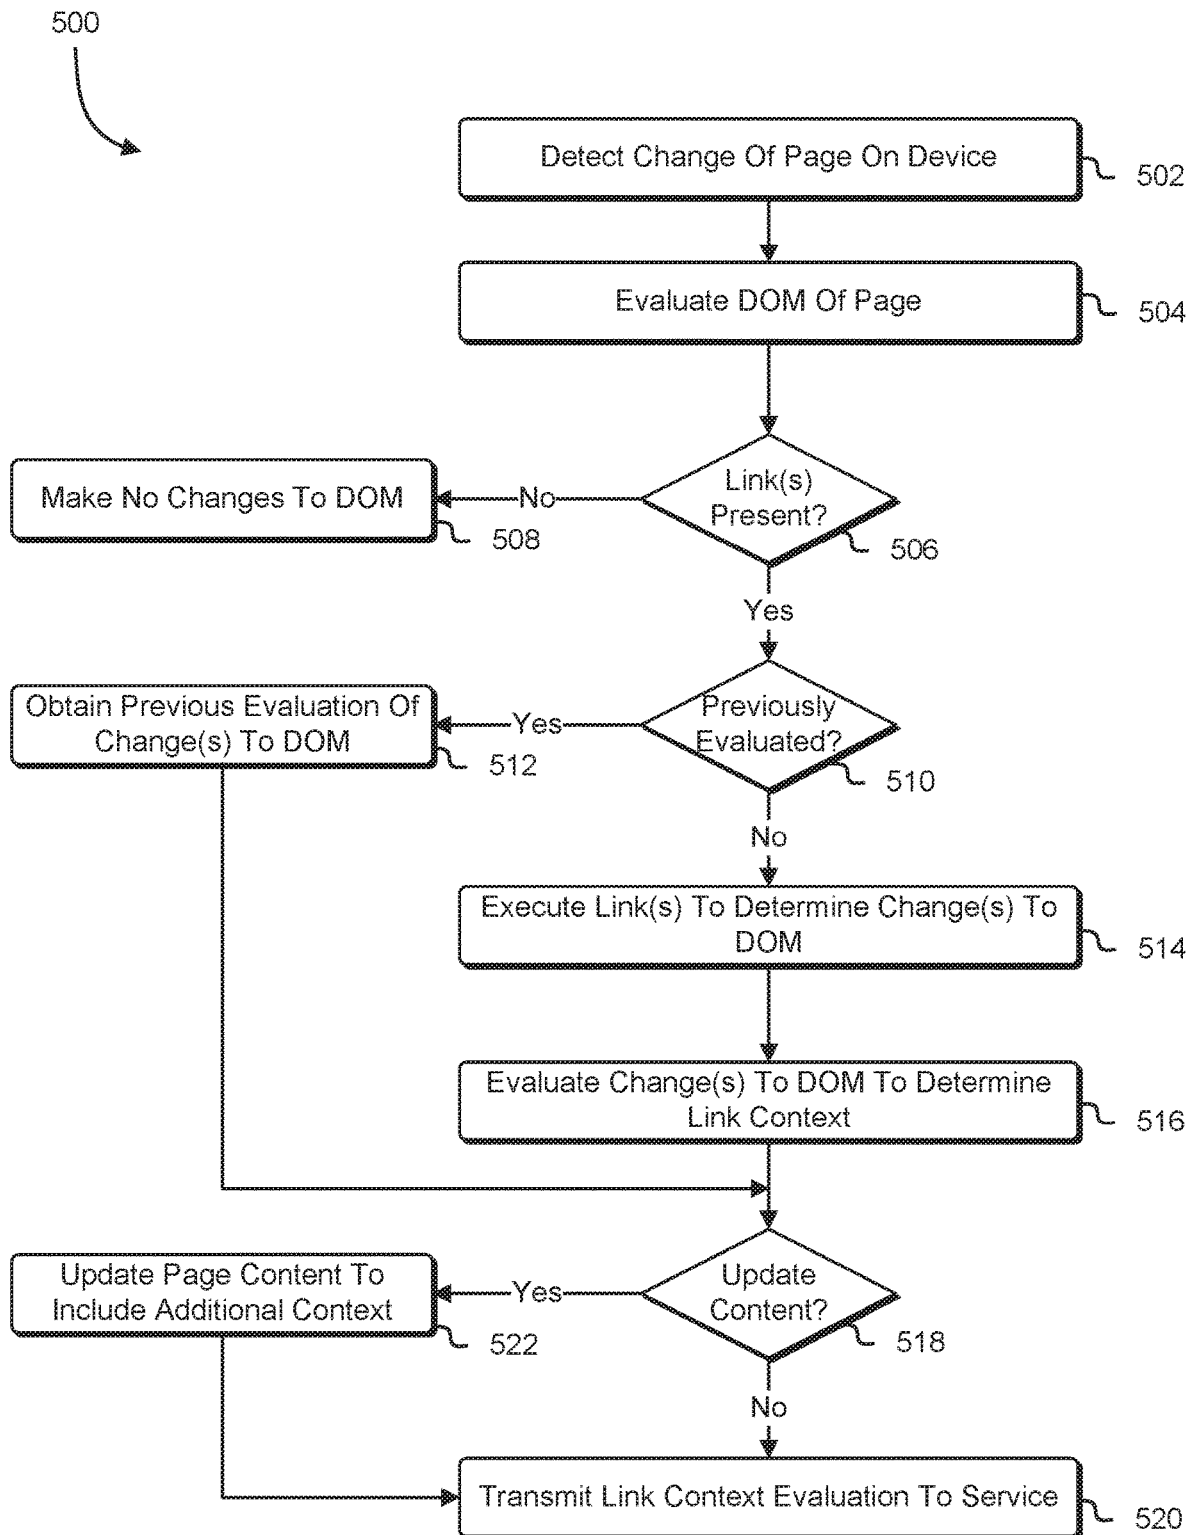 500
Detect Change Of Page On Device
502
Evaluate DOM Of Page
504
Link(s)
Present?
506
No
Make No Changes To DOM
508
Yes
Previously
Evaluated?
510
Yes
Obtain Previous Evaluation Of
Change(s) To DOM
512
No
Execute Link(s) To Determine Change(s) To
DOM
514
Evaluate Change(s) To DOM To Determine
Link Context
516
Update
Content?
518
Yes
Update Page Content To
Include Additional Context
522
No
Transmit Link Context Evaluation To Service
520